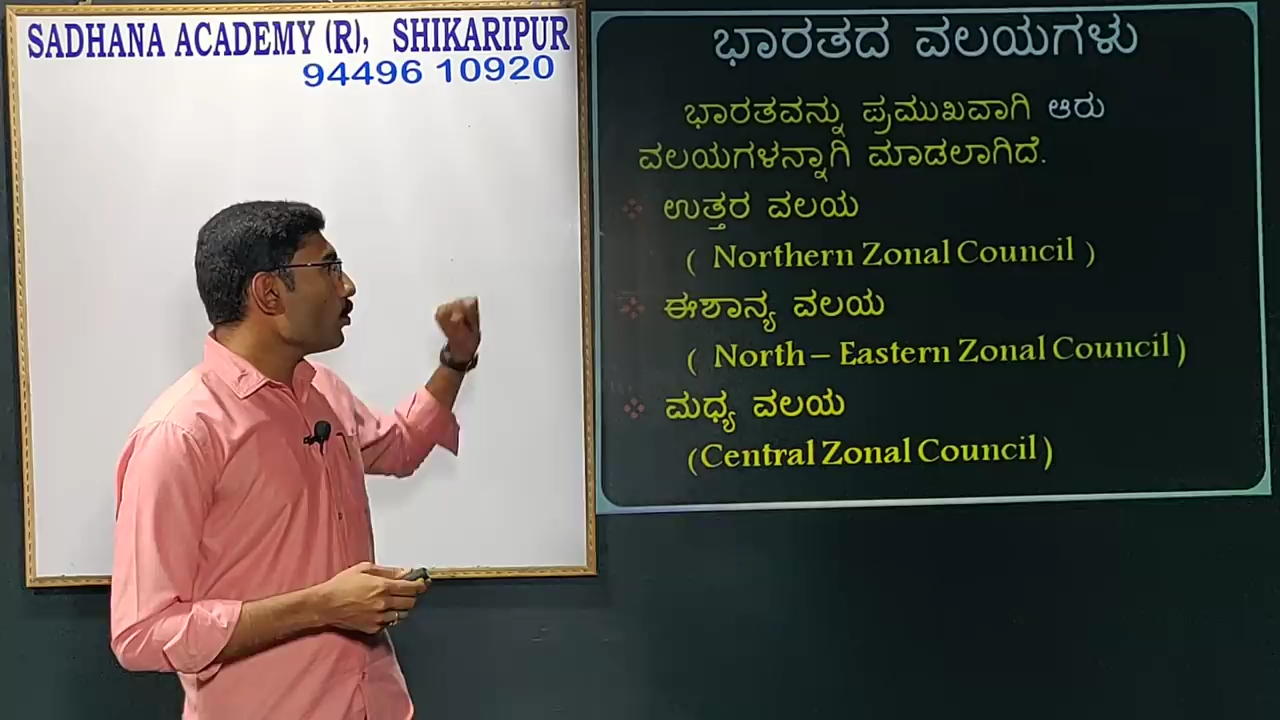 SADHANA ACADEMY (R), SHIKARIPUR
94496 10920
ಭಾರತದ ವಲಯಗಳು
ಭಾರತವನ್ನು ಪ್ರಮುಖವಾಗಿ ಆರು
ವಲಯಗಳನ್ನಾಗಿ ಮಾಡಲಾಗಿದೆ.
ಉತ್ತರ ವಲಯ
( Northern Zonal Council )
ಈಶಾನ್ಯ ವಲಯ
( North – Eastern Zonal Council )
ಮಧ್ಯ ವಲಯ
(Central Zonal Council )